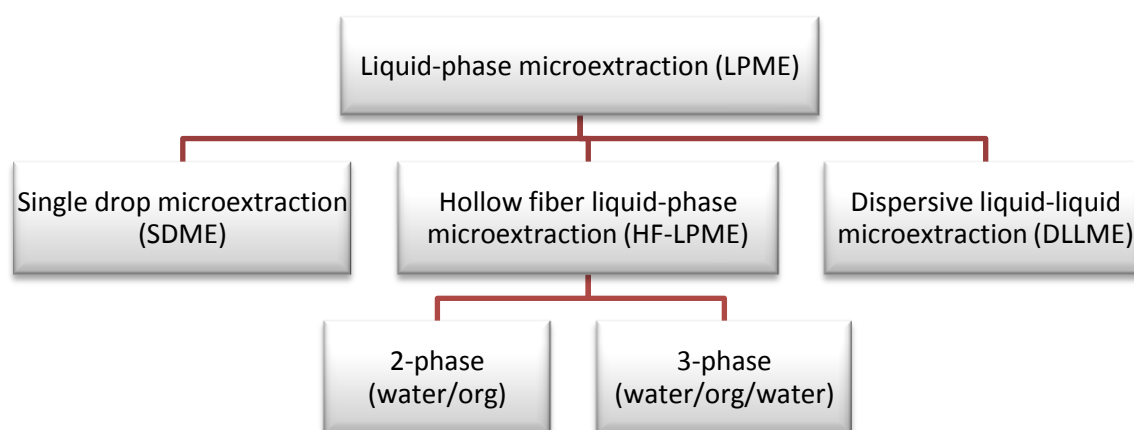 Liquid-phase microextraction (LPME)
Single drop microextraction
(SDME)
Hollow fiber liquid-phase
microextraction (HF-LPME)
Dispersive liquid-liquid
microextraction (DLLME)
2-phase
(water/org)
3-phase
(water/org/water)